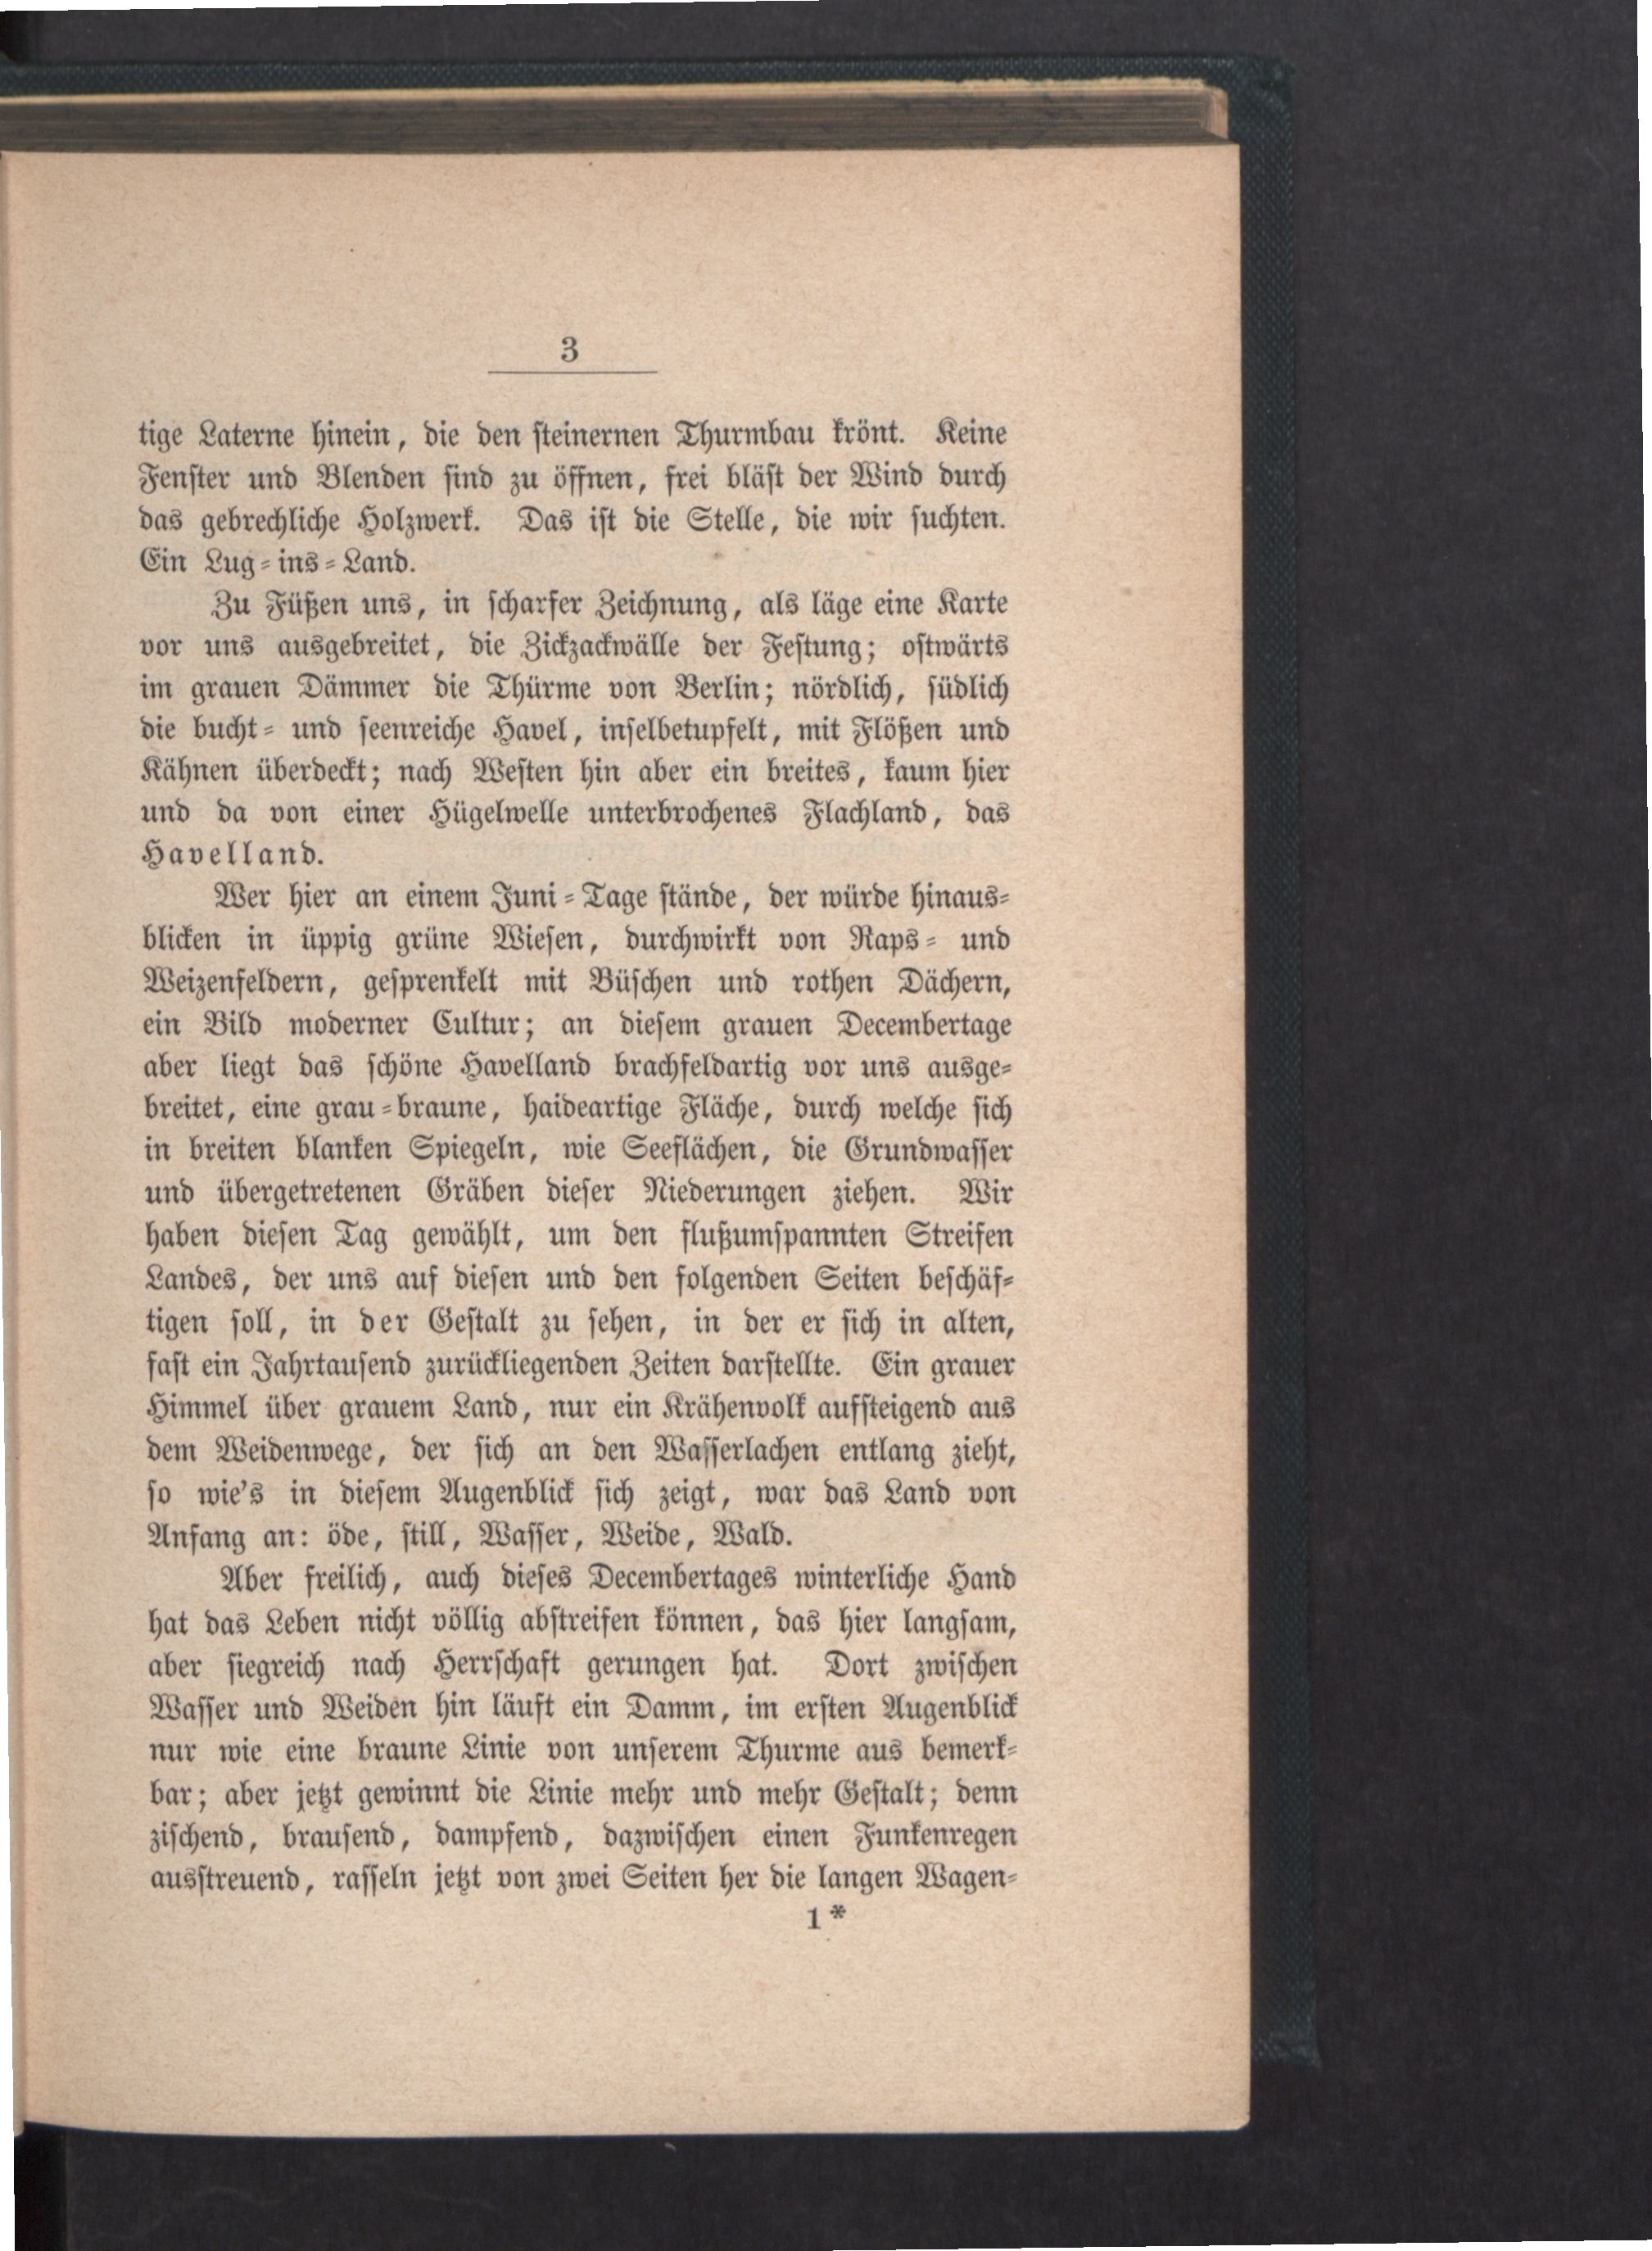 3
tige Laterne hinein, die den steinernen Thurmbau krönt. Keine
Fenster und Blenden sind zu öffnen, frei bläst der Wind durch
das gebrechliche Holzwerk. Das ist die Stelle, die wir suchten.
Ein Lug-ins-Land.
Zu Füßen uns, in scharfer Zeichnung, als läge eine Karte
vor uns ausgebreitet, die Zickzackwälle der Festung; ostwärts
im grauen Dämmer die Thürme von Berlin; nördlich, südlich
die bucht- und seenreiche Havel, inselbetupfelt, mit Flößen und
Kähnen überdeckt; nach Westen hin aber ein breites, kaum hier
und da von einer Hügelwelle unterbrochenes Flachland, das
Havelland.
Wer hier an einem Juni-Tage stände, der würde hinaus-
blicken in üppig grüne Wiesen, durchwirkt von Raps- und
Weizenfeldern, gesprenkelt mit Büschen und rothen Dächern,
ein Bild moderner Cultur; an diesem grauen Decembertage
aber liegt das schöne Havelland brachfeldartig vor uns ausge-
breitet, eine grau-braune, haideartige Fläche, durch welche sich
in breiten blanken Spiegeln, wie Seeflächen, die Grundwasser
und übergetretenen Gräben dieser Niederungen ziehen. Wir
haben diesen Tag gewählt, um den flußumspannten Streifen
Landes, der uns auf diesen und den folgenden Seiten beschäf-
tigen soll, in der Gestalt zu sehen, in der er sich in alten,
fast ein Jahrtausend zurückliegenden Zeiten darstellte. Ein grauer
Himmel über grauem Land, nur ein Krähenvolk aufsteigend aus
dem Weidenwege, der sich an den Wasserlachen entlang zieht,
so wie's in diesem Augenblick sich zeigt, war das Land von
Anfang an: öde, still, Wasser, Weide, Wald.
Aber freilich, auch dieses Decembertages winterliche Hand
hat das Leben nicht völlig abstreifen können, das hier langsam,
aber siegreich nach Herrschaft gerungen hat. Dort zwischen
Wasser und Weiden hin läuft ein Damm, im ersten Augenblick
nur wie eine braune Linie von unserem Thurme aus bemerk-
bar; aber jetzt gewinnt die Linie mehr und mehr Gestalt; denn
zischend, brausend, dampfend, dazwischen einen Funkenregen
ausstreuend, rasseln jetzt von zwei Seiten her die langen Wagen-
1*